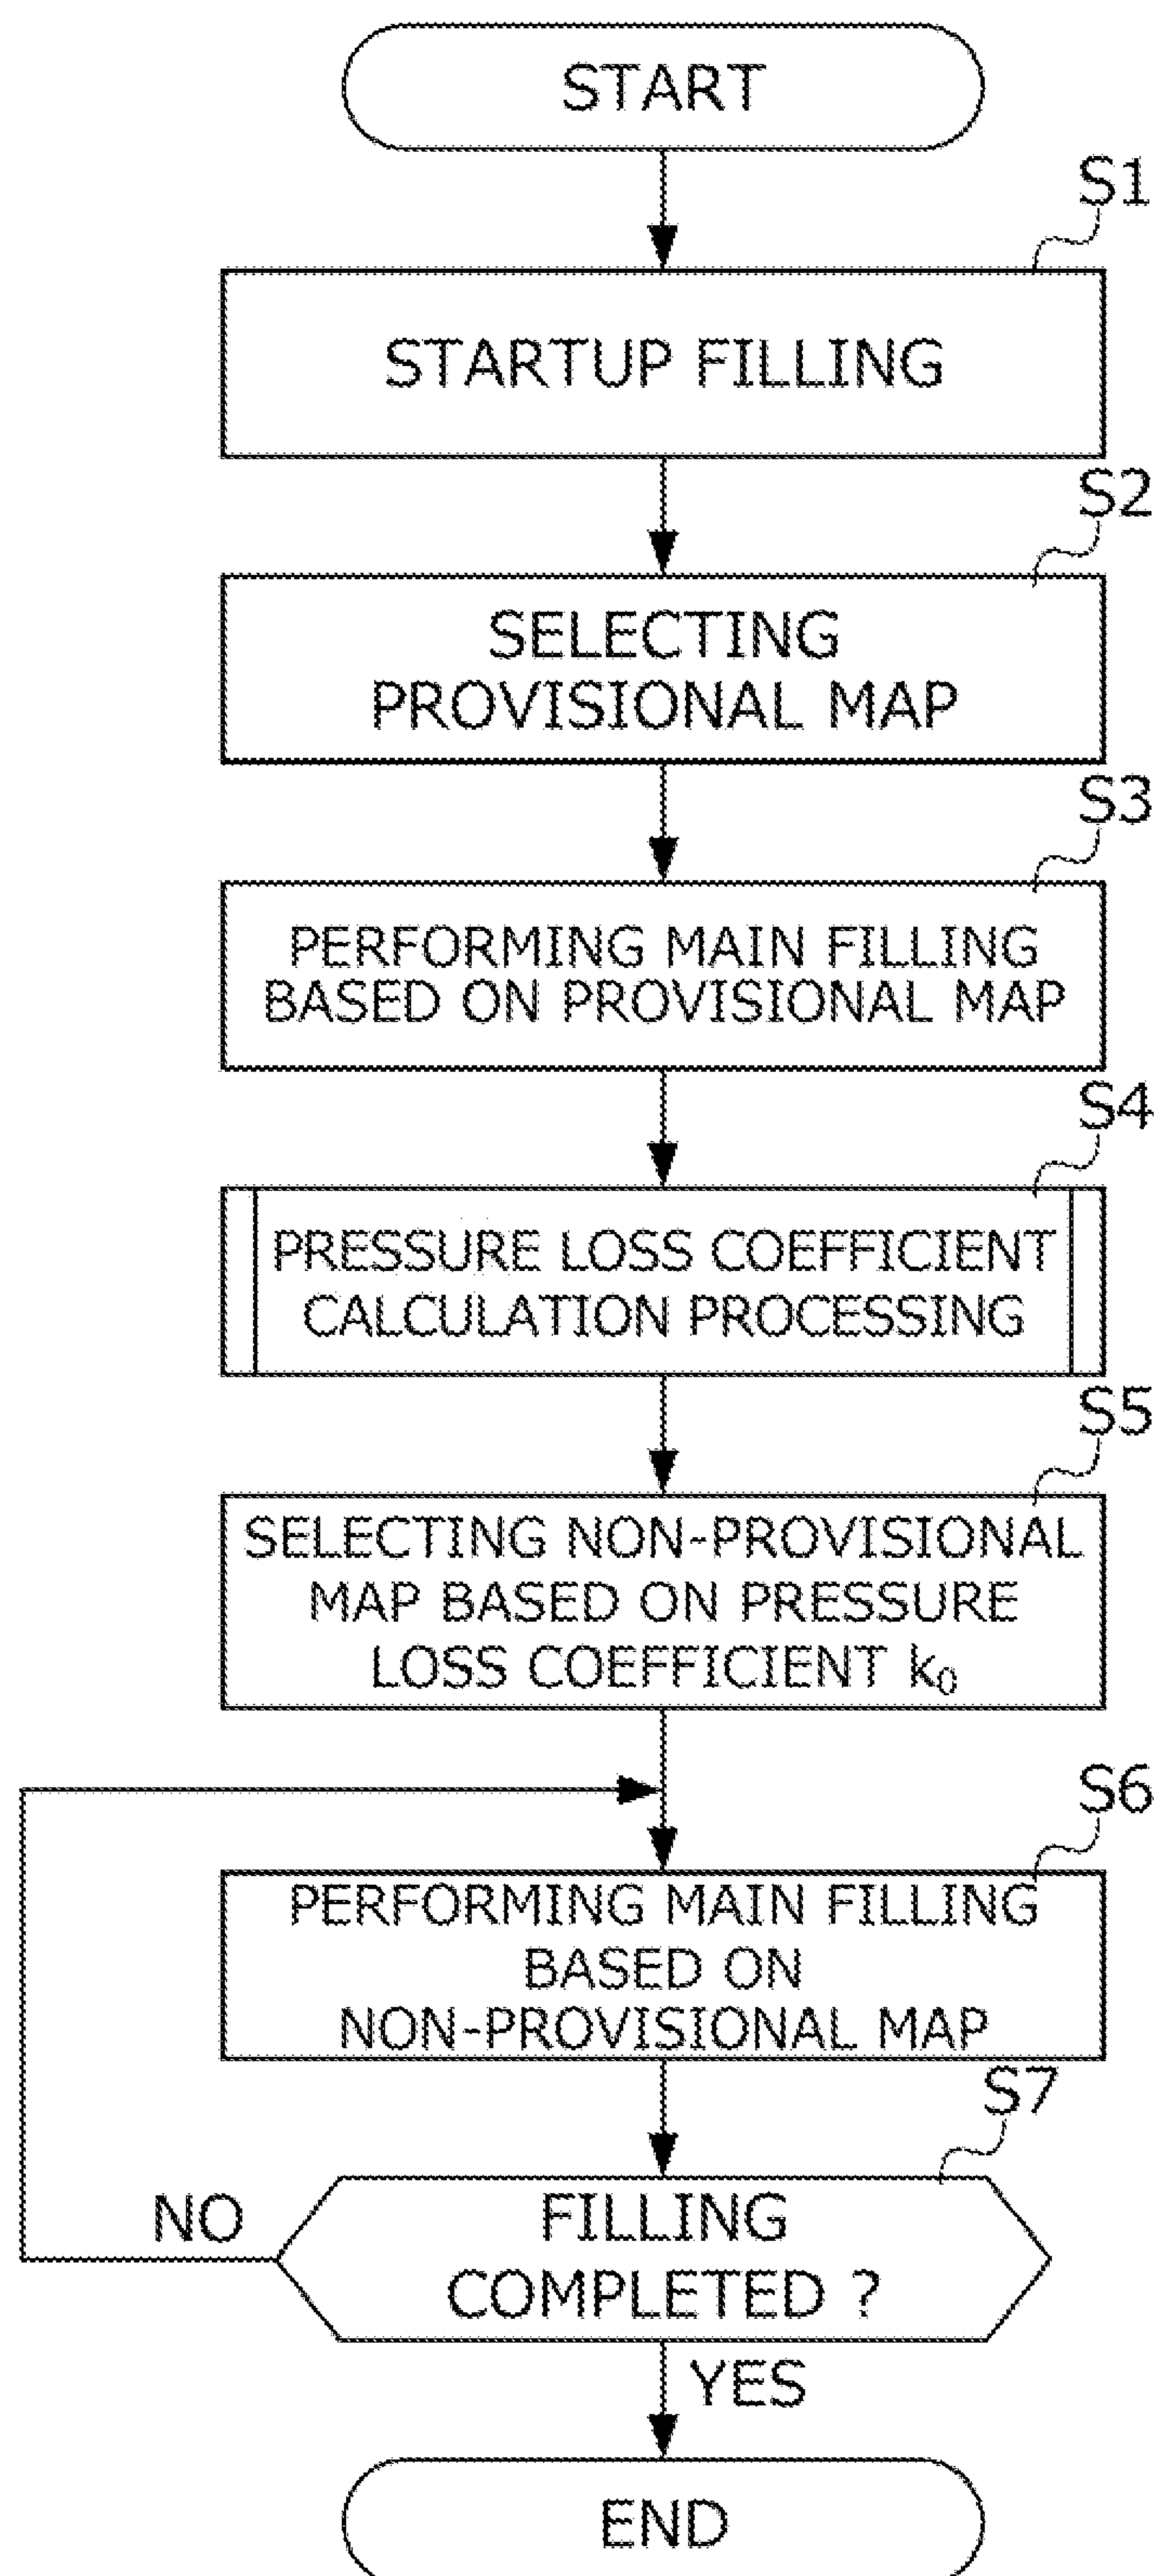 START
S1
STARTUP FILLING
S2
SELECTING
PROVISIONAL MAP
S3
PERFORMING MAIN FILLING
BASED ON PROVISIONAL MAP
S4
PRESSURE LOSS COEFFICIENT
CALCULATION PROCESSING
S5
SELECTING NON-PROVISIONAL
MAP BASED ON PRESSURE
LOSS COEFFICIENT k₀
S6
PERFORMING MAIN FILLING
BASED ON
NON-PROVISIONAL MAP
S7
FILLING
COMPLETED ?
NO
YES
END